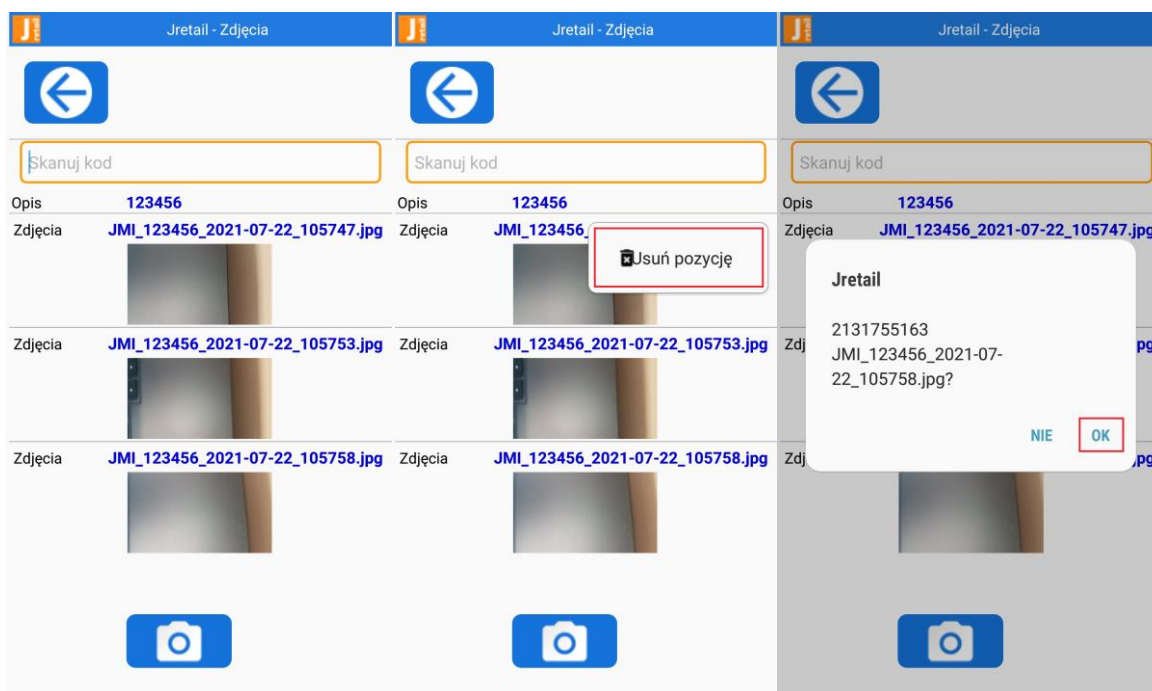 J retail
Jretail - Zdjęcia
Skanuj kod
Opis 123456
Zdjęcia JMI_123456_2021-07-22_105747.jpg
Zdjęcia JMI_123456_2021-07-22_105753.jpg
Zdjęcia JMI_123456_2021-07-22_105758.jpg
J retail
Jretail - Zdjęcia
Skanuj kod
Opis 123456
Zdjęcia JMI_123456_
Usuń pozycję
Zdjęcia JMI_123456_2021-07-22_105753.jpg
Zdjęcia JMI_123456_2021-07-22_105758.jpg
J retail
Jretail - Zdjęcia
Skanuj kod
Opis 123456
Zdjęcia JMI_123456_2021-07-22_105747.jpg
Jretail
2131755163
JMI_123456_2021-07-
22_105758.jpg?
NIE OK